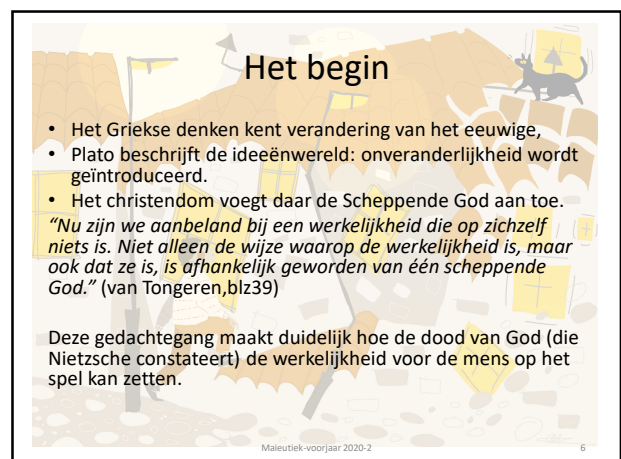 Het begin
• Het Griekse denken kent verandering van het eeuwige,
• Plato beschrijft de ideeënwereld: onveranderlijkheid wordt
geïntroduceerd.
• Het christendom voegt daar de Scheppende God aan toe.
“Nu zijn we aanbeland bij een werkelijkheid die op zichzelf
niets is. Niet alleen de wijze waarop de werkelijkheid is, maar
ook dat ze is, is afhankelijk geworden van één scheppende
God.” (van Tongeren,blz39)
Deze gedachtegang maakt duidelijk hoe de dood van God (die
Nietzsche constateert) de werkelijkheid voor de mens op het
spel kan zetten.
Maieutiek-voorjaar 2020-2
6